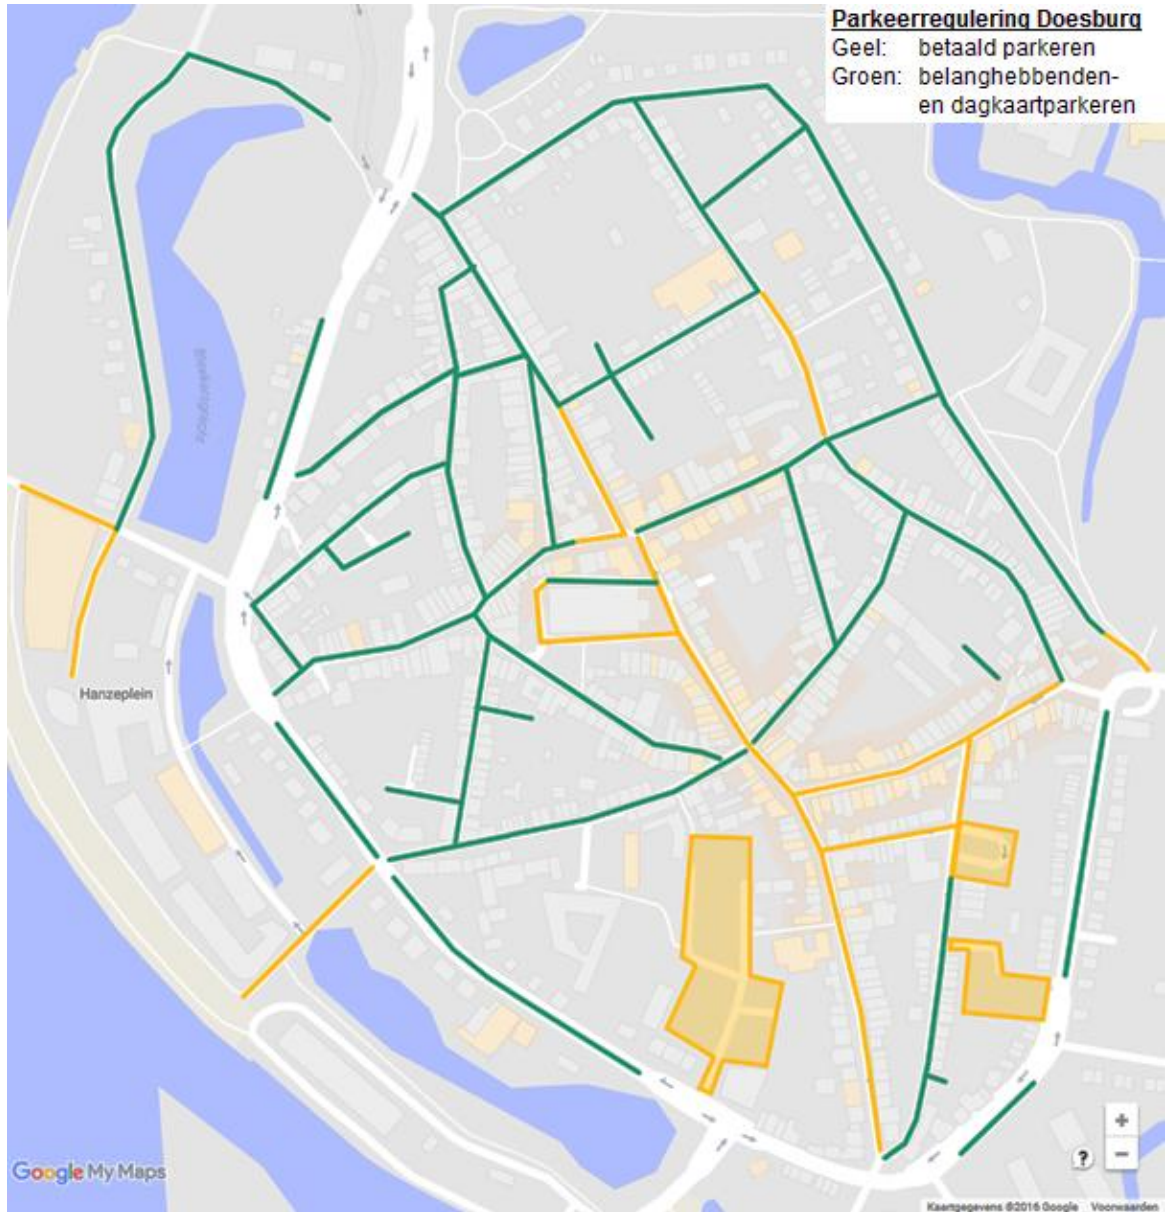 Parkeerregulering Doesburg
Geel: betaald parkeren
Groen: belanghebbenden-
en dagkaartparkeren
Hanzeplein
+
?
−
Google My Maps
Kaartgegevens ©2016 Google Voorwaarden